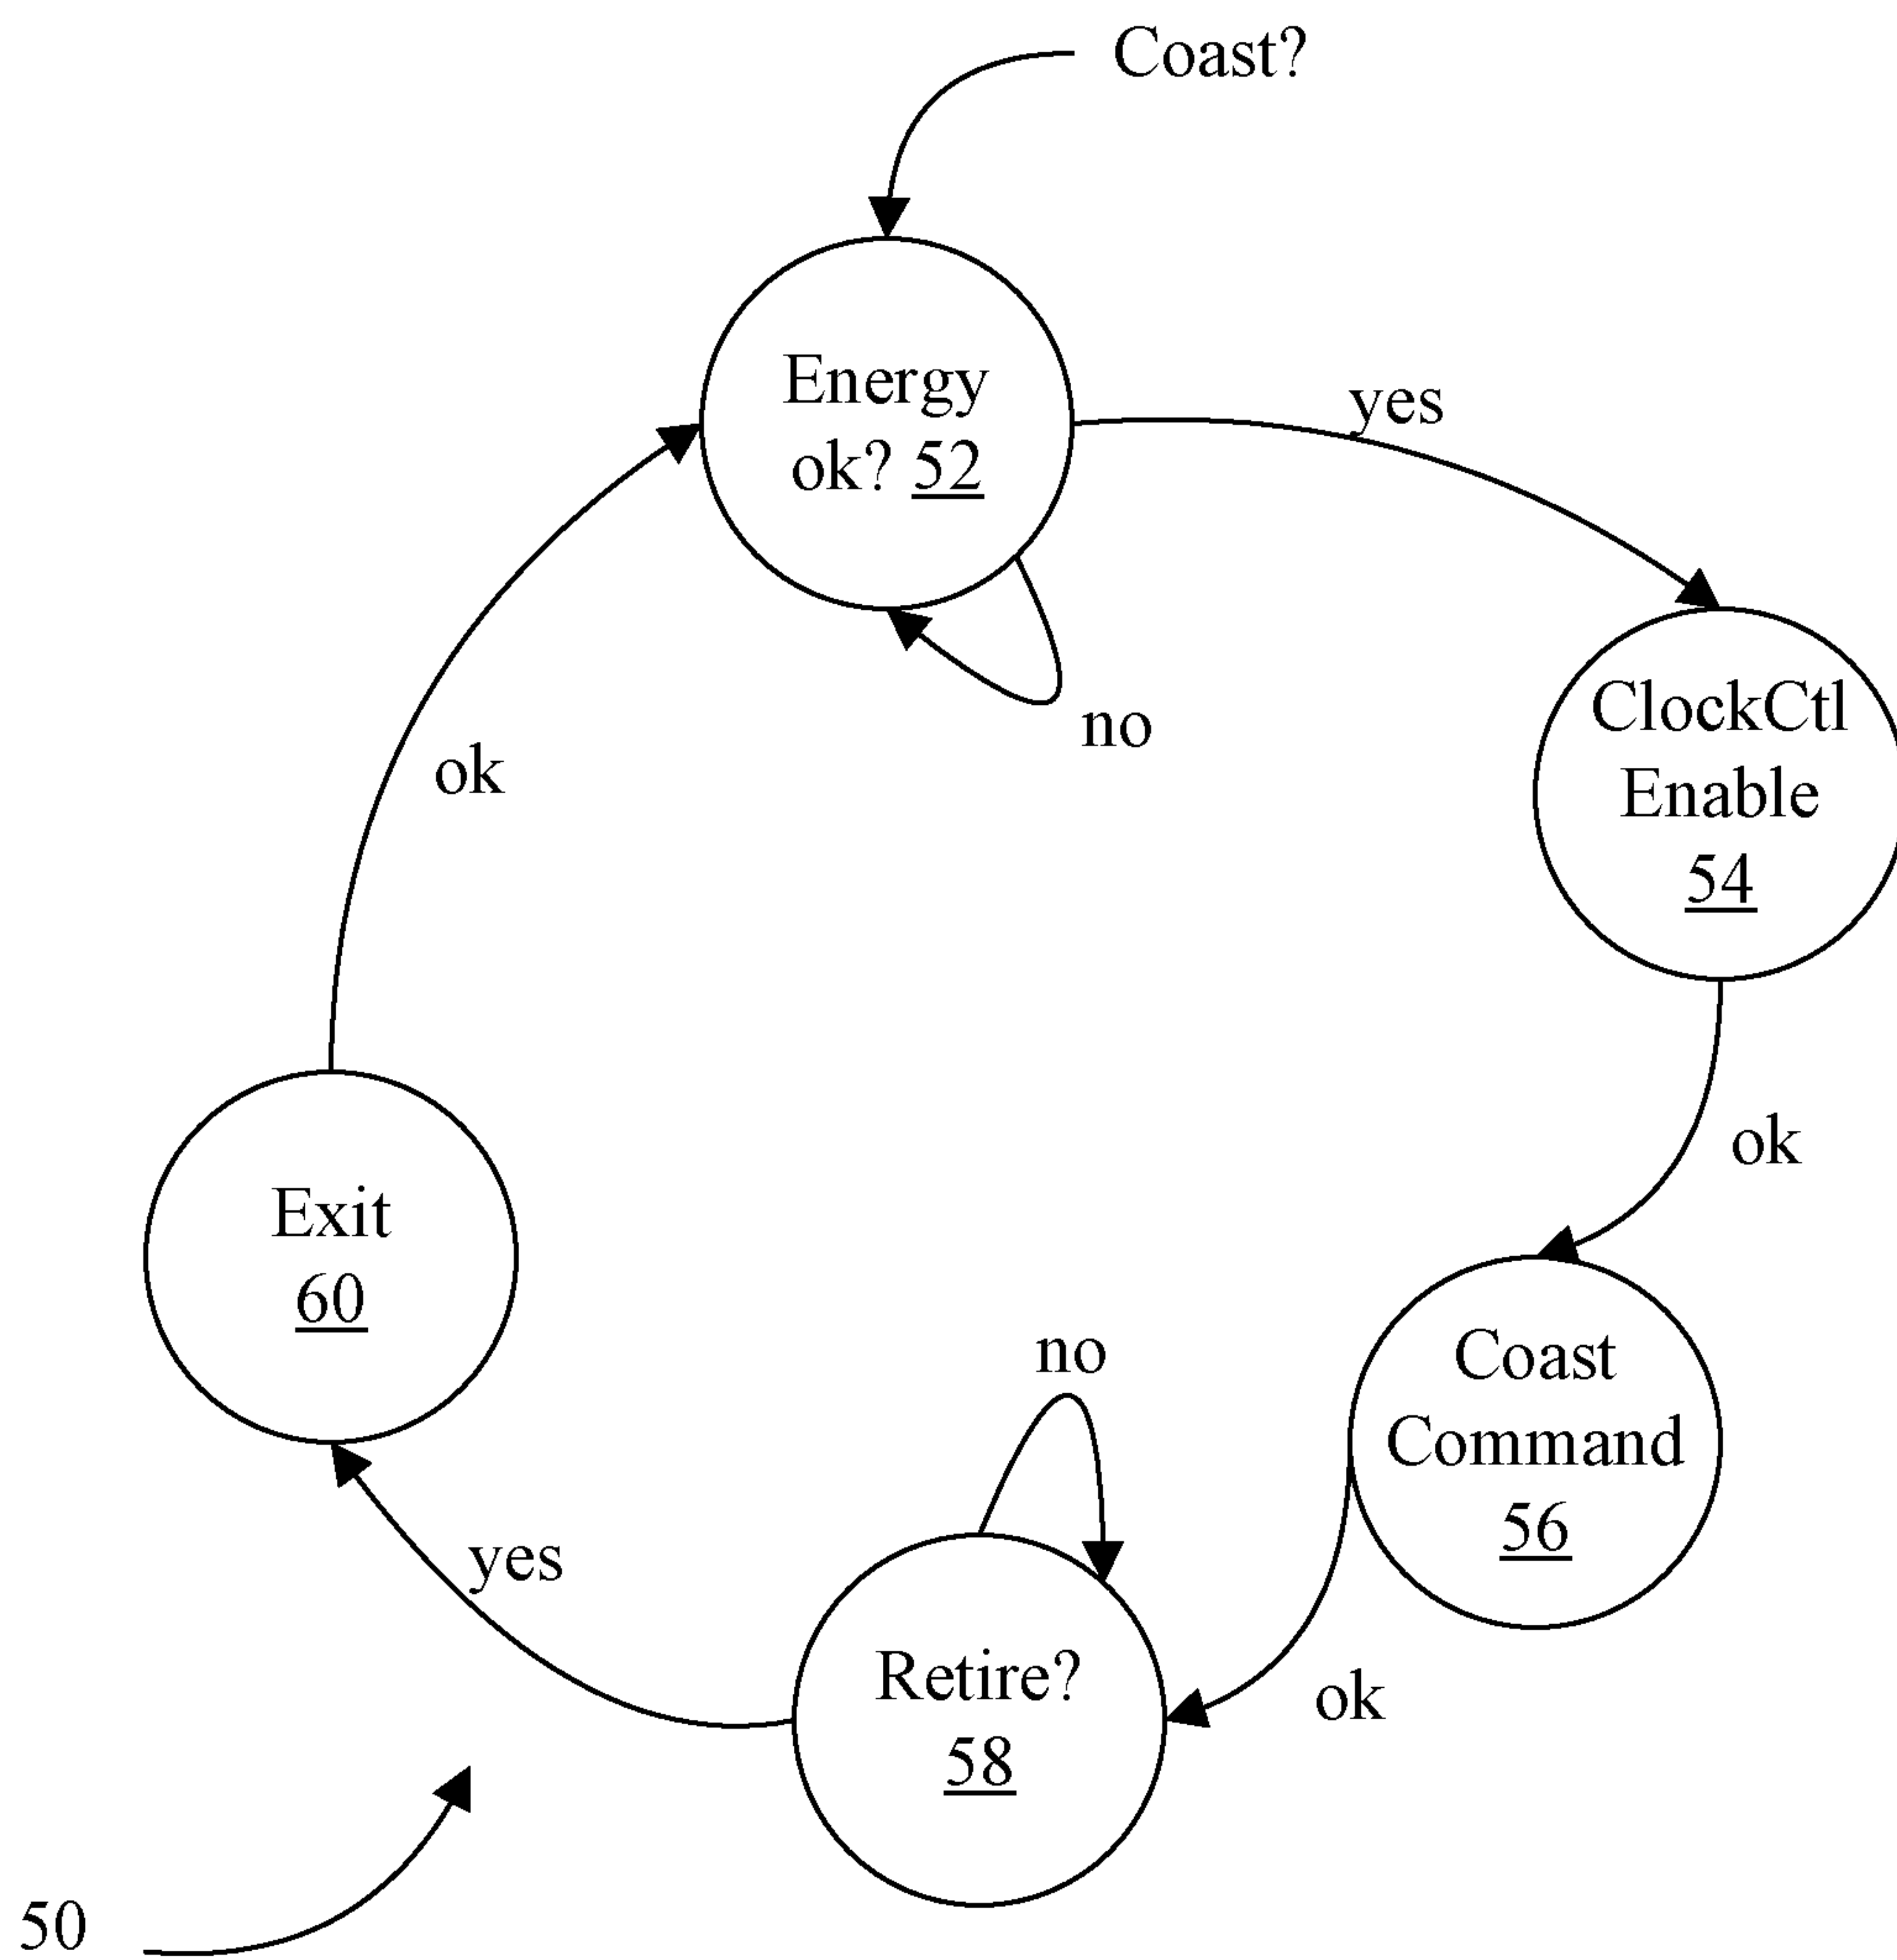 Coast?
Energy
ok? 52
yes
no
ClockCtl
Enable
54
ok
ok
Exit
60
no
Coast
Command
56
yes
Retire?
58
ok
50